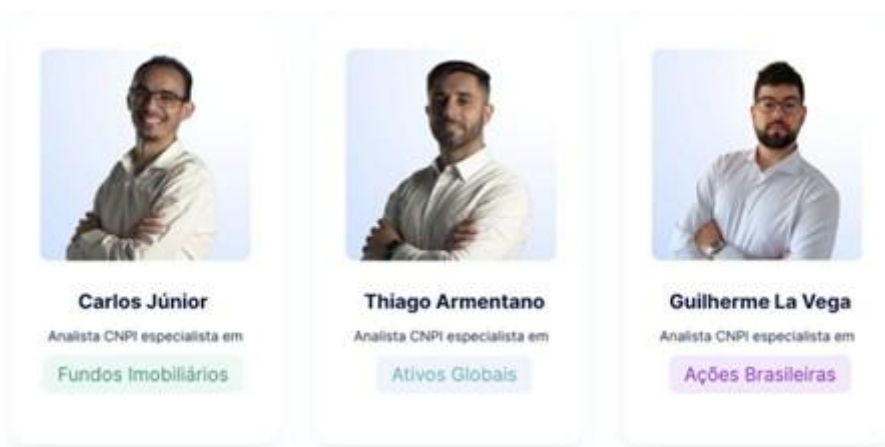 Carlos Júnior
Analista CNPI especialista em
Fundos Imobiliários
Thiago Armentano
Analista CNPI especialista em
Ativos Globais
Guilherme La Vega
Analista CNPI especialista em
Ações Brasileiras